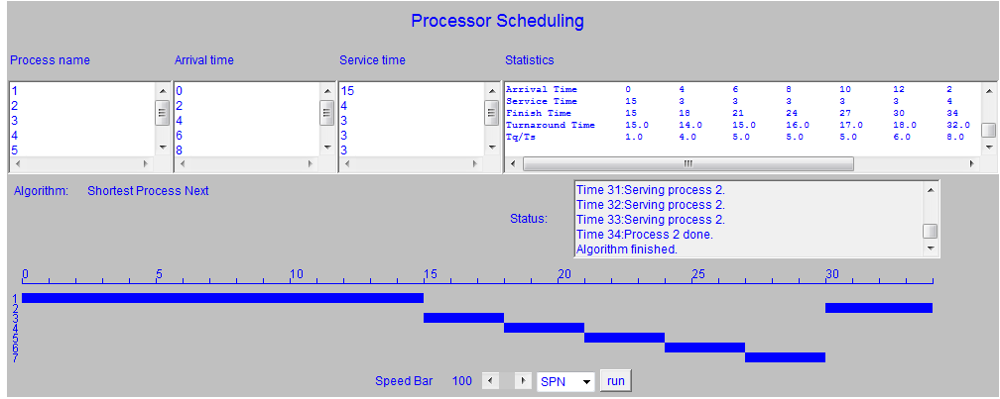 Processor Scheduling
Process name Arrival time Service time Statistics
1 0 15
2 2 4
3 4 3
4 6 3
5 8 3
Arrival Time 0 4 6 8 10 12 2
Service Time 15 3 3 3 3 3 4
Finish Time 15 18 21 24 27 30 34
Turnaround Time 15.0 14.0 15.0 16.0 17.0 18.0 32.0
Tq/Ts 1.0 4.0 5.0 5.0 5.0 6.0 8.0
Algorithm: Shortest Process Next
Status:
Time 31:Serving process 2.
Time 32:Serving process 2.
Time 33:Serving process 2.
Time 34:Process 2 done.
Algorithm finished.
0 5 10 15 20 25 30
1
2
3
4
5
6
7
Speed Bar 100 SPN run